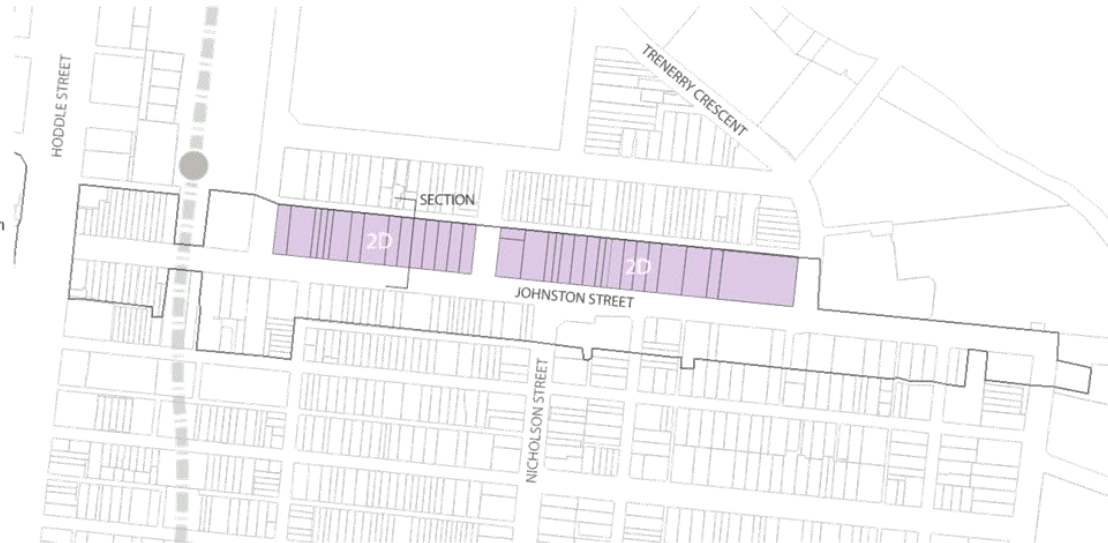 TRENERRY CRESCENT
HODDLE STREET
SECTION
2D
2D
JOHNSTON STREET
NICHOLSON STREET